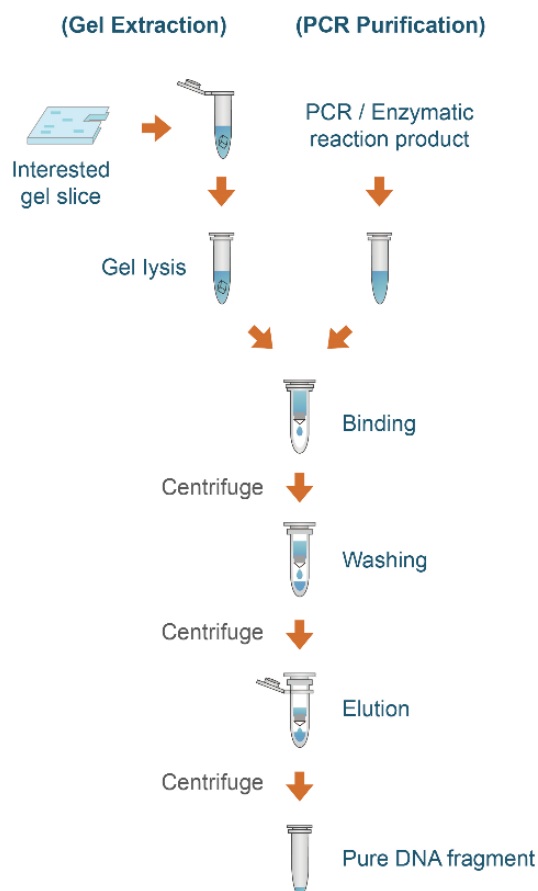 (Gel Extraction)
(PCR Purification)
PCR / Enzymatic
reaction product
Interested
gel slice
Gel lysis
Binding
Centrifuge
Washing
Centrifuge
Elution
Centrifuge
Pure DNA fragment